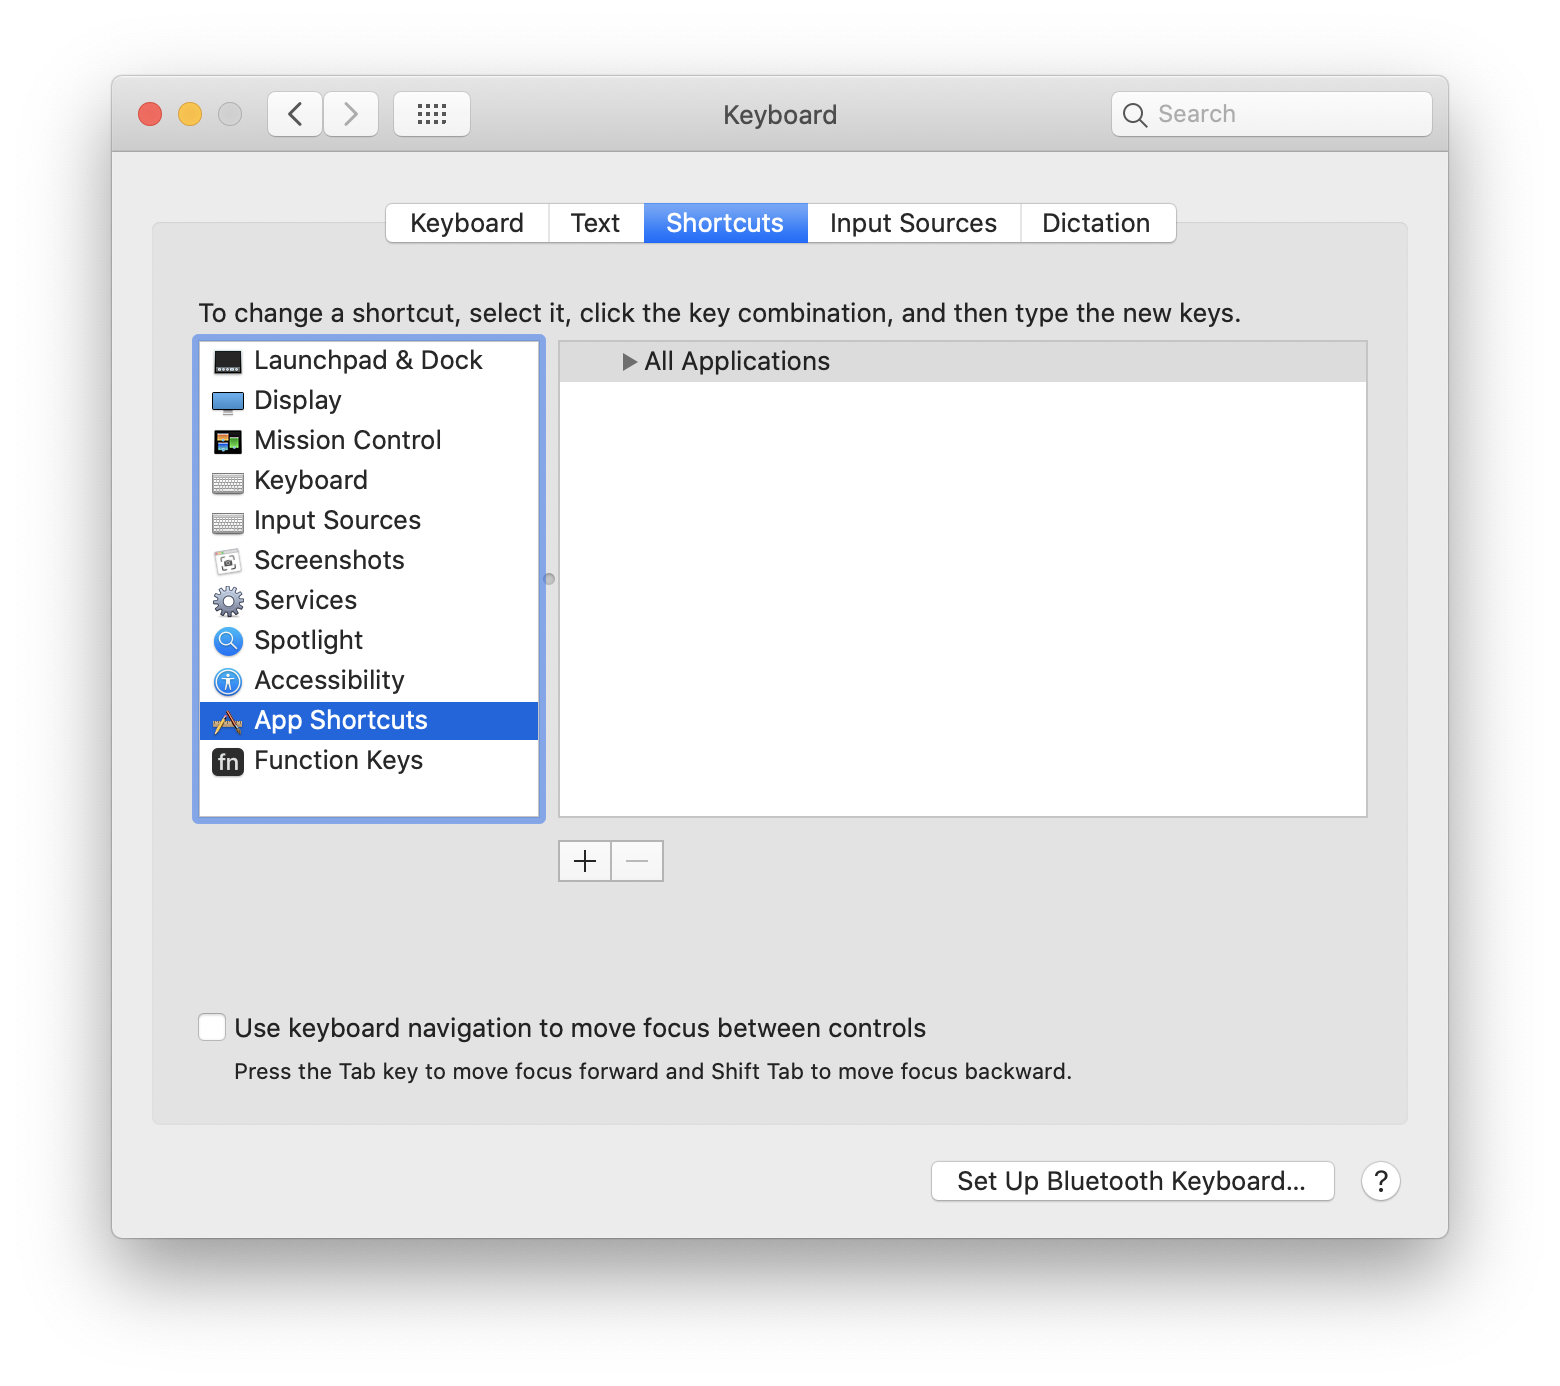 Keyboard
Search
Keyboard
Text
Shortcuts
Input Sources
Dictation
To change a shortcut, select it, click the key combination, and then type the new keys.
Launchpad & Dock
Display
Mission Control
Keyboard
Input Sources
Screenshots
Services
Spotlight
Accessibility
App Shortcuts
fn Function Keys
All Applications
Use keyboard navigation to move focus between controls
Press the Tab key to move focus forward and Shift Tab to move focus backward.
Set Up Bluetooth Keyboard...
?